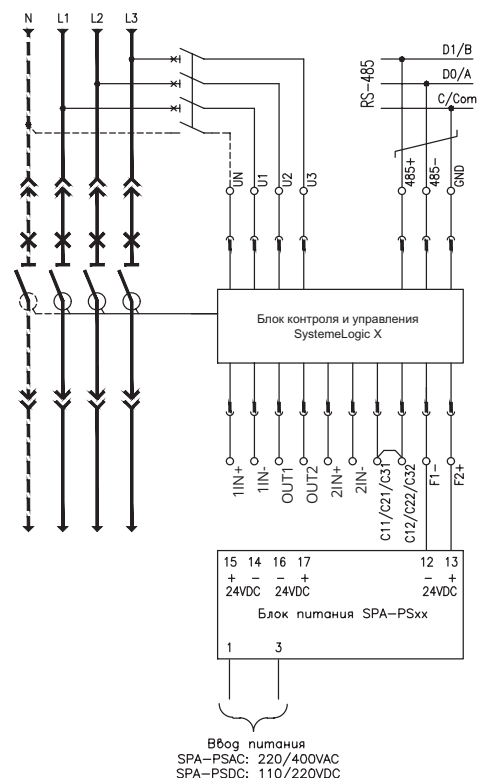 N L1 L2 L3
RS-485
D1/B
D0/A
C/Com
UN U1 U2 U3
485+ 485- GND
Блок контроля и управления
SystemeLogic X
1IN+ 1IN- OUT1 OUT2 2IN+ 2IN- C11/C21/C31 C12/C22/C32 F1- F2+
15 14 16 17 12 13
+ - - + - +
24VDC 24VDC 24VDC
Блок питания SPA-PSxx
1 3
Ввод питания
SPA-PSAC: 220/400VAC
SPA-PSDC: 110/220VDC